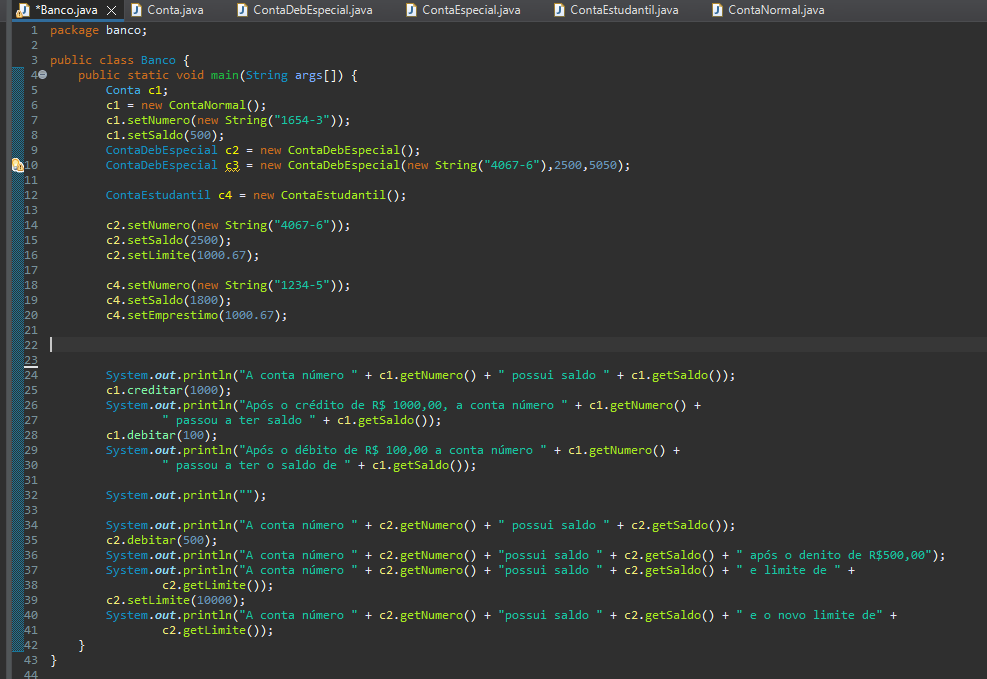 *Banco.java Conta.java ContaDebEspecial.java ContaEspecial.java ContaEstudantil.java ContaNormal.java
1 package banco;
2
3 public class Banco {
4 public static void main(String args[]) {
5 Conta c1;
6 c1 = new ContaNormal();
7 c1.setNumero(new String("1654-3"));
8 c1.setSaldo(500);
9 ContaDebEspecial c2 = new ContaDebEspecial();
10 ContaDebEspecial c3 = new ContaDebEspecial(new String("4067-6"),2500,5050);
11
12 ContaEstudantil c4 = new ContaEstudantil();
13
14 c2.setNumero(new String("4067-6"));
15 c2.setSaldo(2500);
16 c2.setLimite(1000.67);
17
18 c4.setNumero(new String("1234-5"));
19 c4.setSaldo(1800);
20 c4.setEmprestimo(1000.67);
21
22
23
24 System.out.println("A conta número " + c1.getNumero() + " possui saldo " + c1.getSaldo());
25 c1.creditar(1000);
26 System.out.println("Após o crédito de R$ 1000,00, a conta número " + c1.getNumero() +
27 " passou a ter saldo " + c1.getSaldo());
28 c1.debitar(100);
29 System.out.println("Após o débito de R$ 100,00 a conta número " + c1.getNumero() +
30 " passou a ter o saldo de " + c1.getSaldo());
31
32 System.out.println("");
33
34 System.out.println("A conta número " + c2.getNumero() + " possui saldo " + c2.getSaldo());
35 c2.debitar(500);
36 System.out.println("A conta número " + c2.getNumero() + "possui saldo " + c2.getSaldo() + " após o denito de R$500,00");
37 System.out.println("A conta número " + c2.getNumero() + "possui saldo " + c2.getSaldo() + " e limite de " +
38 c2.getLimite());
39 c2.setLimite(10000);
40 System.out.println("A conta número " + c2.getNumero() + "possui saldo " + c2.getSaldo() + " e o novo limite de" +
41 c2.getLimite());
42 }
43 }
44